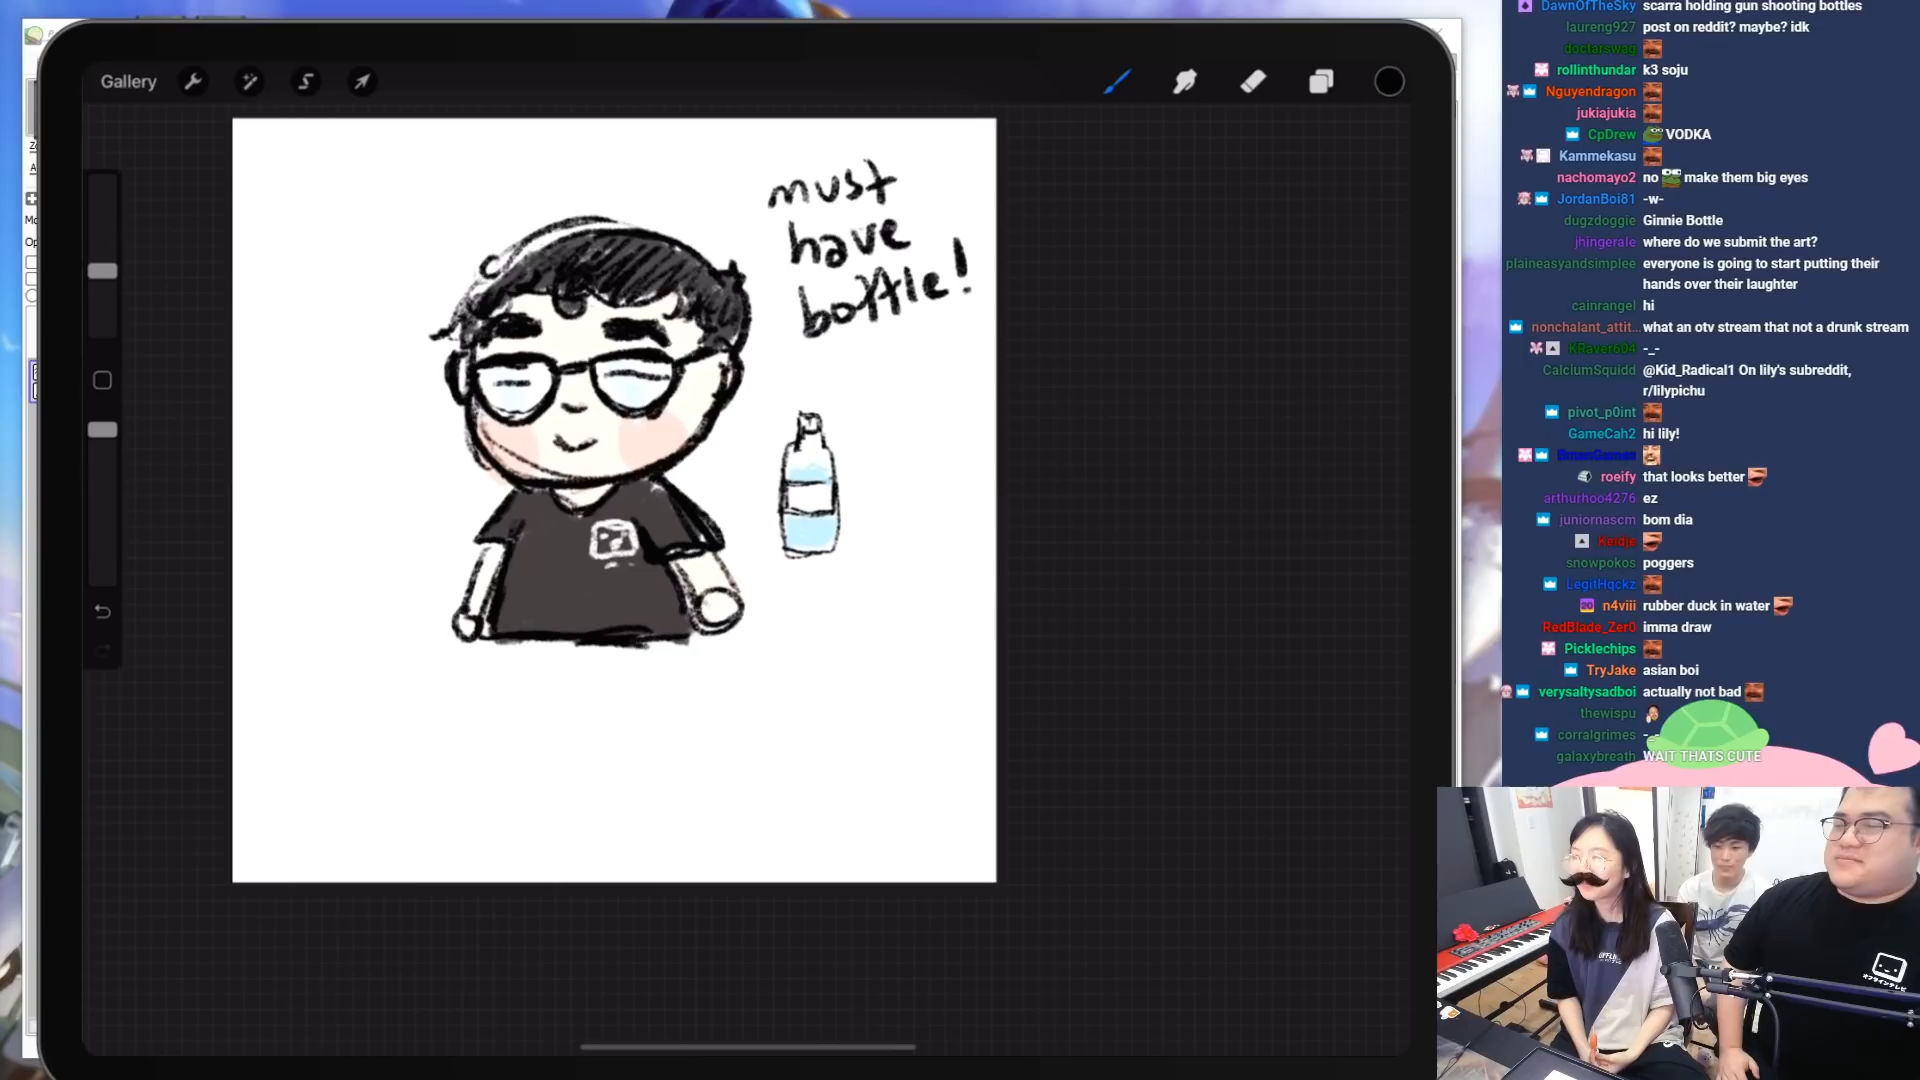 Gallery
must
have
bottle!
DawnOfTheSky scarra holding gun shooting bottles
laureng927 post on reddit? maybe? idk
doctarswag
rollinthundar k3 soju
Nguyendragon
jukiajukia
CpDrew VODKA
Kammekasu
nachomayo2 no make them big eyes
JordanBoi81 -w-
dugzdoggie Ginnie Bottle
jhingerale where do we submit the art?
plaineasyandsimplee everyone is going to start putting their
hands over their laughter
cainrangel hi
nonchalant_attit... what an otv stream that not a drunk stream
KRaver604 -_-
CalciumSquidd @Kid_Radical1 On lily's subreddit,
r/lilypichu
pivot_p0int
GameCah2 hi lily!
roeify that looks better
arthurhoo4276 ez
juniornascm bom dia
Keidje
snowpokos poggers
LegitHqckz
n4viii rubber duck in water
RedBlade_Zer0 imma draw
Picklechips
TryJake asian boi
verysaltysadboi actually not bad
thewispu
corralgrimes -_-
galaxybreath WAIT THATS CUTE